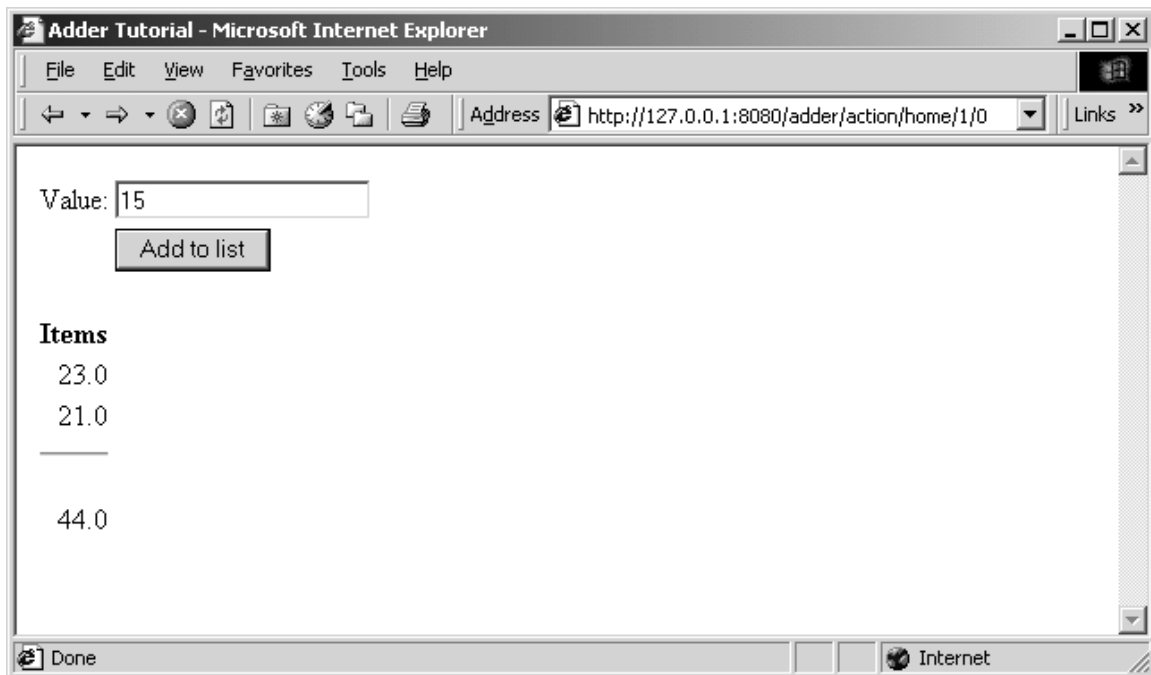 Adder Tutorial - Microsoft Internet Explorer
File Edit View Favorites Tools Help
Address http://127.0.0.1:8080/adder/action/home/1/0 Links »
Value: 15
Add to list
Items
23.0
21.0
44.0
Done Internet